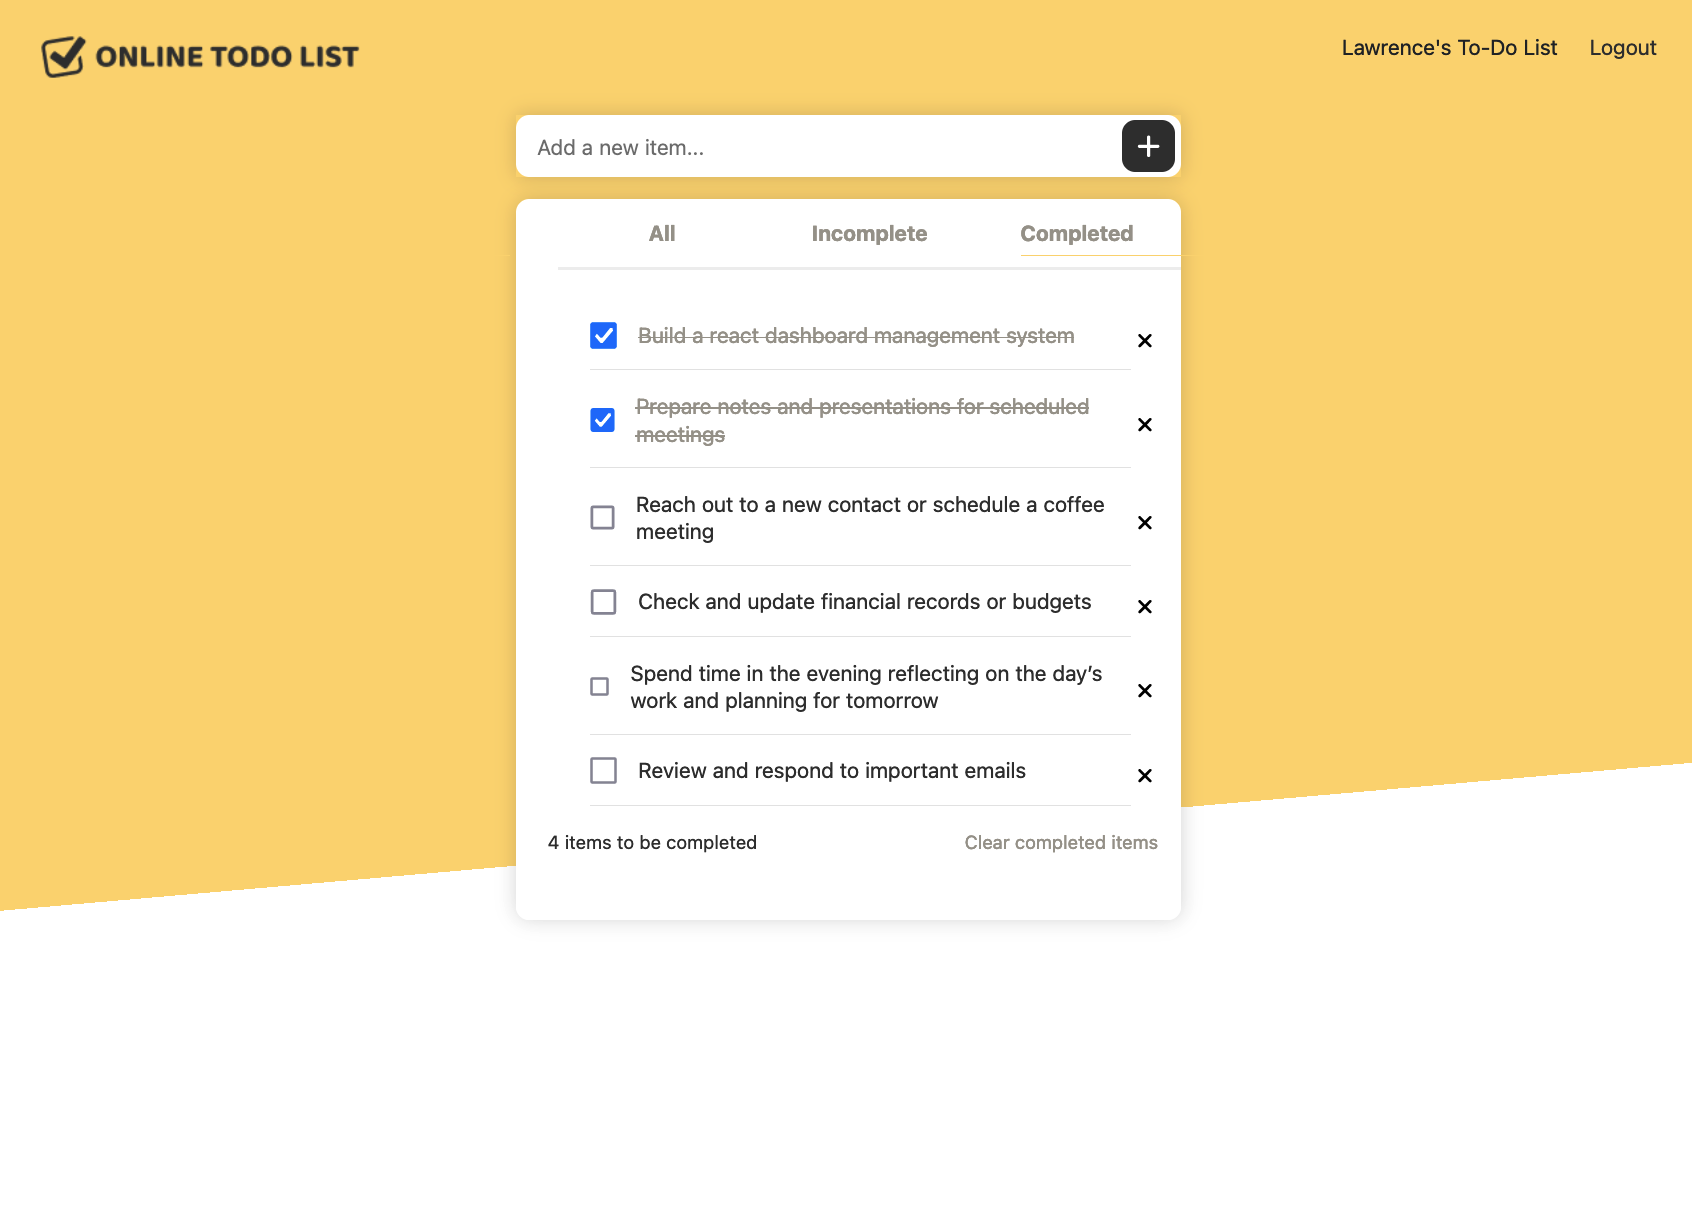 ONLINE TODO LIST
Lawrence's To-Do List Logout
Add a new item...
All Incomplete Completed
Build a react dashboard management system
Prepare notes and presentations for scheduled
meetings
Reach out to a new contact or schedule a coffee
meeting
Check and update financial records or budgets
Spend time in the evening reflecting on the day’s
work and planning for tomorrow
Review and respond to important emails
4 items to be completed Clear completed items